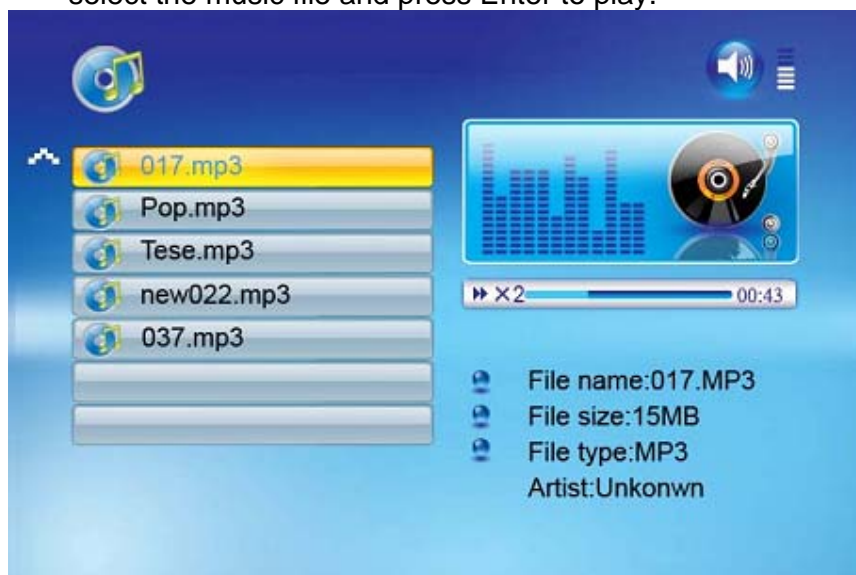 select the music file and press Enter to play.
017.mp3
Pop.mp3
Tese.mp3
new022.mp3
037.mp3
×2 00:43
File name:017.MP3
File size:15MB
File type:MP3
Artist:Unkonwn